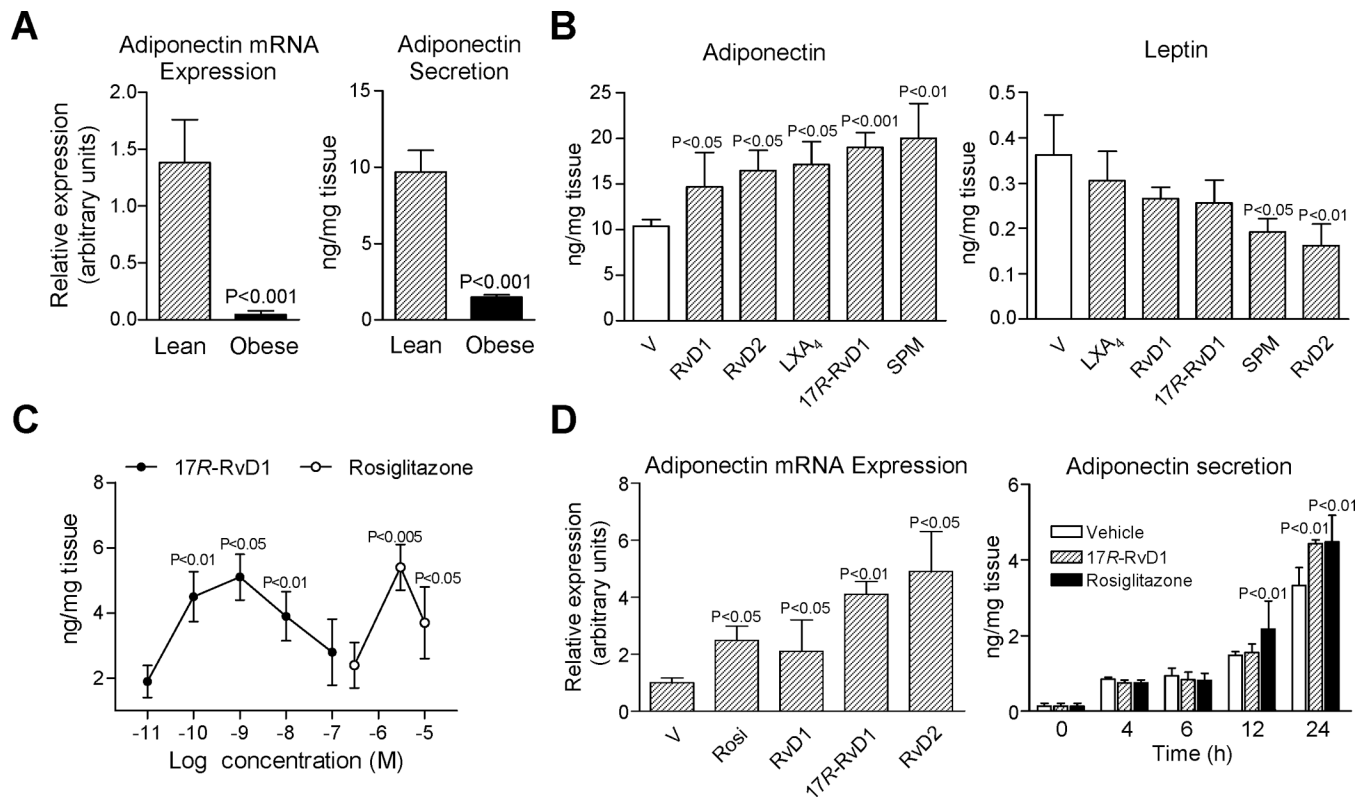 A
Adiponectin mRNA
Expression
Relative expression
(arbitrary units)
2.0
1.5
1.0
0.5
0.0
P<0.001
Lean
Obese
Adiponectin
Secretion
ng/mg tissue
15
10
5
0
P<0.001
Lean
Obese
B
Adiponectin
ng/mg tissue
25
20
15
10
5
0
P<0.05
P<0.05
P<0.05
P<0.001
P<0.01
V
RvD1
RvD2
LXA4
17R-RvD1
SPM
Leptin
ng/mg tissue
0.5
0.4
0.3
0.2
0.1
0.0
P<0.05
P<0.01
V
LXA4
RvD1
17R-RvD1
SPM
RvD2
C
17R-RvD1
Rosiglitazone
ng/mg tissue
8
6
4
2
P<0.01
P<0.05
P<0.01
P<0.005
P<0.05
-11
-10
-9
-8
-7
-6
-5
Log concentration (M)
D
Adiponectin mRNA Expression
Relative expression
(arbitrary units)
8
6
4
2
0
P<0.05
P<0.05
P<0.01
P<0.05
V
Rosi
RvD1
17R-RvD1
RvD2
Adiponectin secretion
ng/mg tissue
6
4
2
0
Vehicle
17R-RvD1
Rosiglitazone
P<0.01
P<0.01
P<0.01
0
4
6
12
24
Time (h)